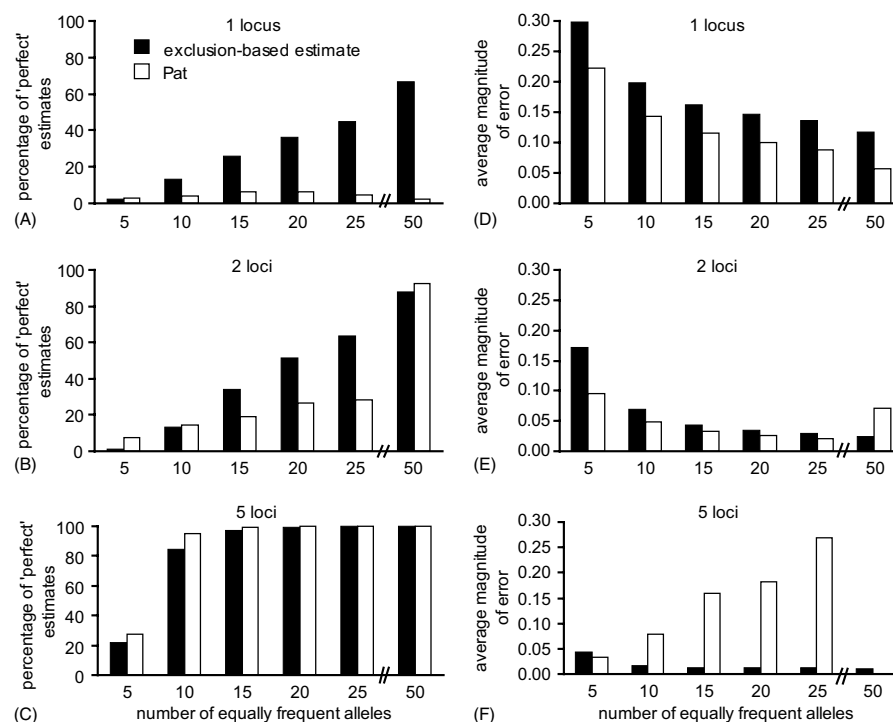 1 locus
percentage of 'perfect'
estimates
100
80
60
40
20
0
exclusion-based estimate
Pat
5 10 15 20 25 50
(A)
1 locus
average magnitude
of error
0.30
0.25
0.20
0.15
0.10
0.05
0.00
5 10 15 20 25 50
(D)
2 loci
percentage of 'perfect'
estimates
100
80
60
40
20
0
5 10 15 20 25 50
(B)
2 loci
average magnitude
of error
0.30
0.25
0.20
0.15
0.10
0.05
0.00
5 10 15 20 25 50
(E)
5 loci
percentage of 'perfect'
estimates
100
80
60
40
20
0
5 10 15 20 25 50
(C)
number of equally frequent alleles
5 loci
average magnitude
of error
0.30
0.25
0.20
0.15
0.10
0.05
0.00
5 10 15 20 25 50
(F)
number of equally frequent alleles